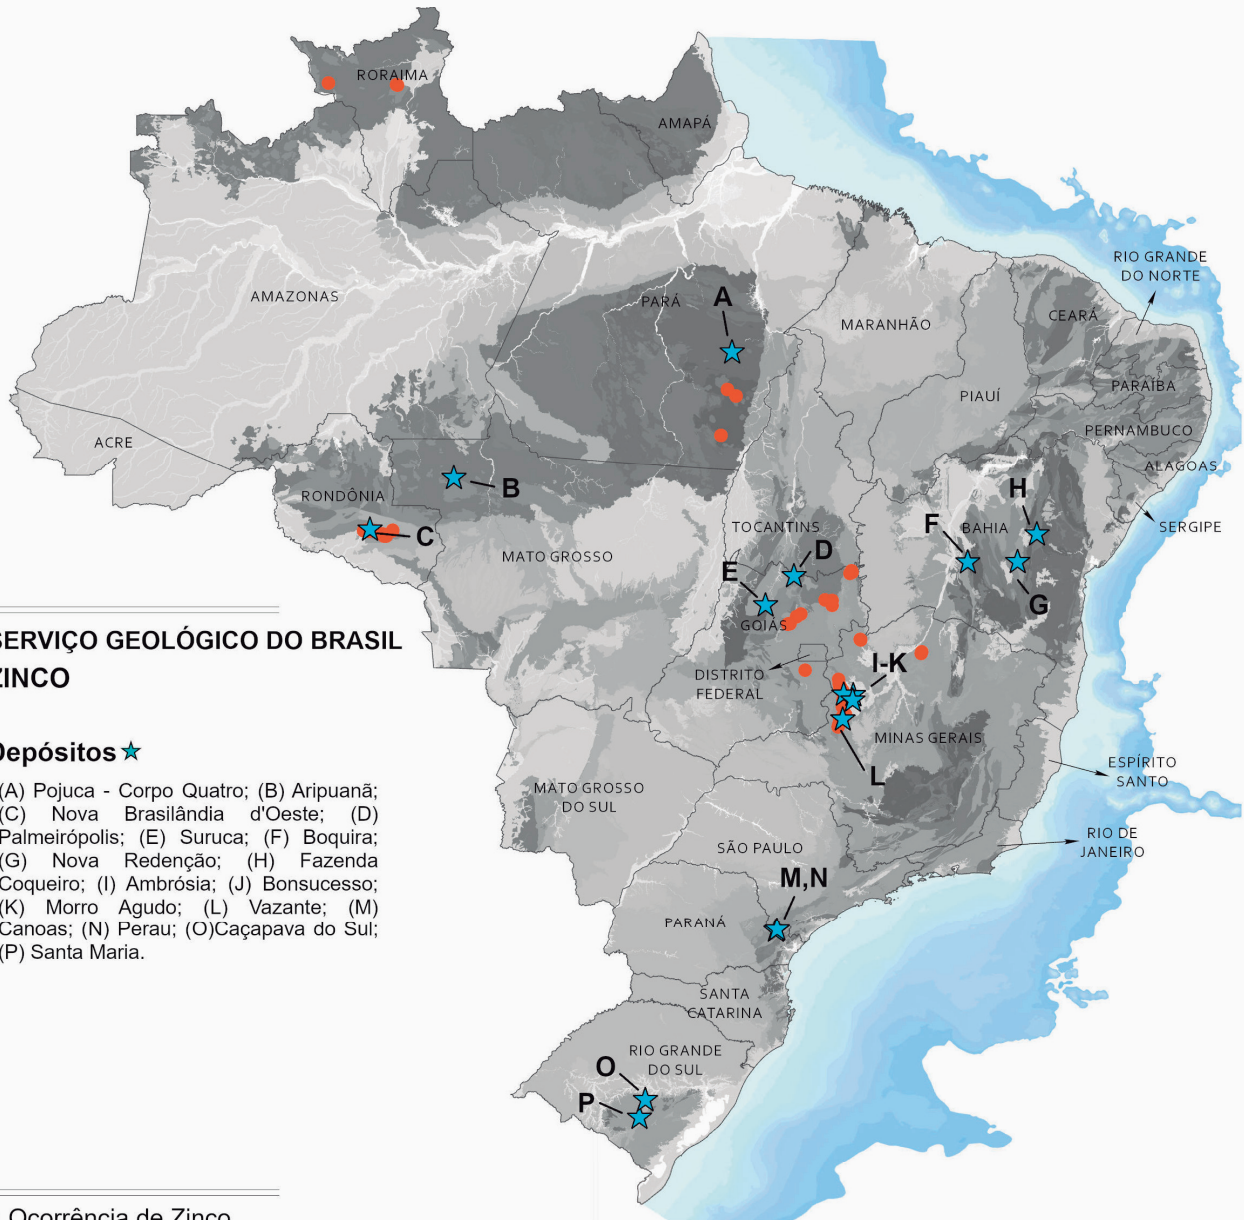 RORAIMA
AMAPÁ
RIO GRANDE
DO NORTE
AMAZONAS
PARÁ
A
MARANHÃO
CEARÁ
PIAUÍ
PARAÍBA
PERNAMBUCO
ACRE
ALAGOAS
B
RONDÔNIA
H
TOCANTINS
F
BAHIA
SERGIPE
C
MATO GROSSO
D
E
G
GOIÁS
SERVIÇO GEOLÓGICO DO BRASIL
ZINCO
I-K
DISTRITO
FEDERAL
MINAS GERAIS
Depósitos
L
ESPÍRITO
SANTO
(A) Pojuca - Corpo Quatro; (B) Aripuanã;
(C) Nova Brasilândia d'Oeste; (D)
Palmeirópolis; (E) Suruca; (F) Boquira;
(G) Nova Redenção; (H) Fazenda
Coqueiro; (I) Ambrósia; (J) Bonsucesso;
(K) Morro Agudo; (L) Vazante; (M)
Canoas; (N) Perau; (O)Caçapava do Sul;
(P) Santa Maria.
MATO GROSSO
DO SUL
RIO DE
JANEIRO
SÃO PAULO
M,N
PARANÁ
SANTA
CATARINA
RIO GRANDE
DO SUL
O
P
Ocorrência de Zinco